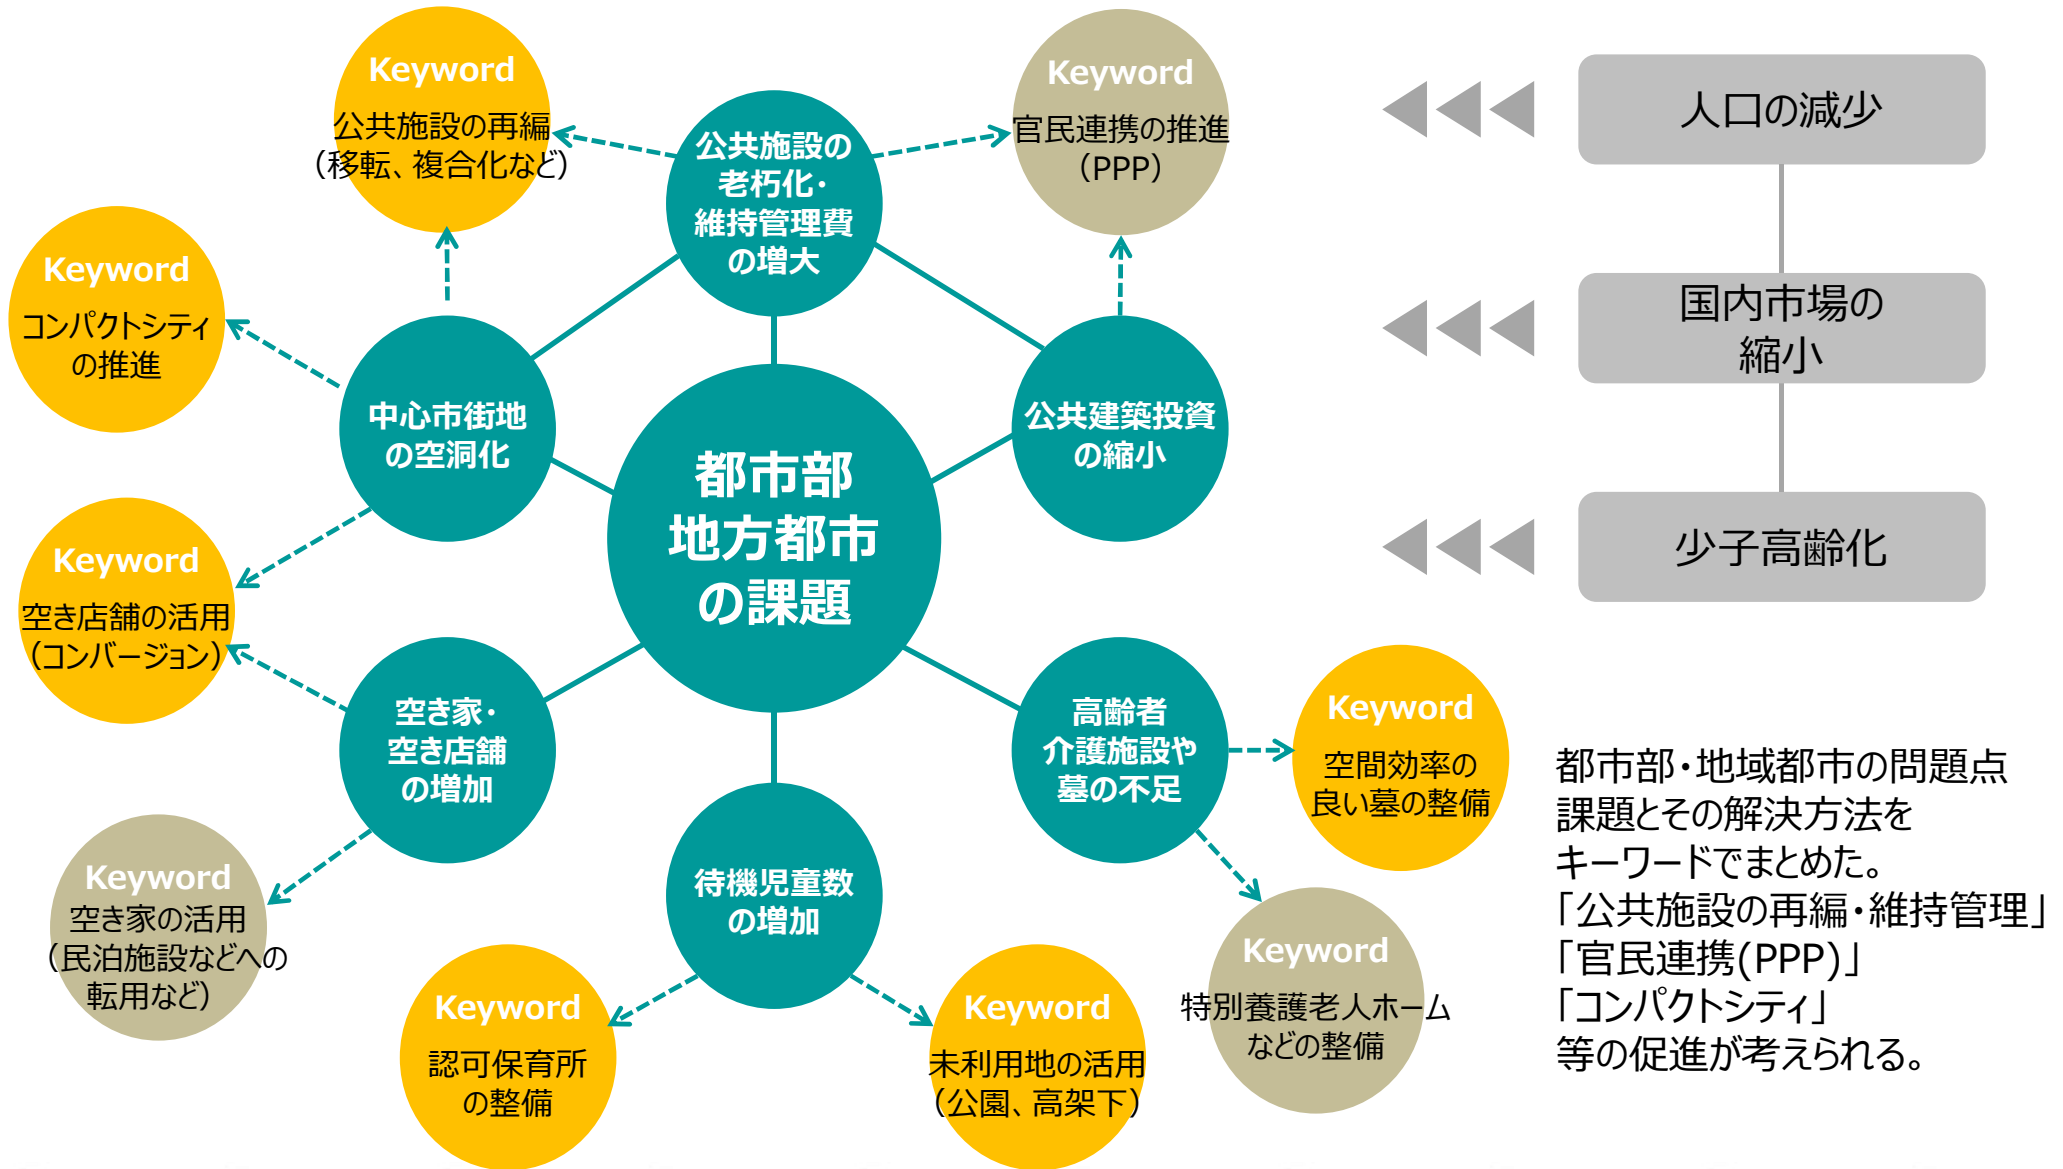 Keyword
公共施設の再編
（移転、複合化など）
Keyword
官民連携の推進
（PPP）
公共施設の
老朽化・
維持管理費
の増大
人口の減少
Keyword
コンパクトシティ
の推進
国内市場の
縮小
中心市街地
の空洞化
公共建築投資
の縮小
都市部
地方都市
の課題
少子高齢化
Keyword
空き店舗の活用
（コンバージョン）
空き家・
空き店舗
の増加
高齢者
介護施設や
墓の不足
Keyword
空間効率の
良い墓の整備
Keyword
空き家の活用
（民泊施設などへの
転用など）
待機児童数
の増加
Keyword
特別養護老人ホーム
などの整備
Keyword
認可保育所
の整備
Keyword
未利用地の活用
（公園、高架下）
都市部・地域都市の問題点
課題とその解決方法を
キーワードでまとめた。
「公共施設の再編・維持管理」
「官民連携(PPP)」
「コンパクトシティ」
等の促進が考えられる。